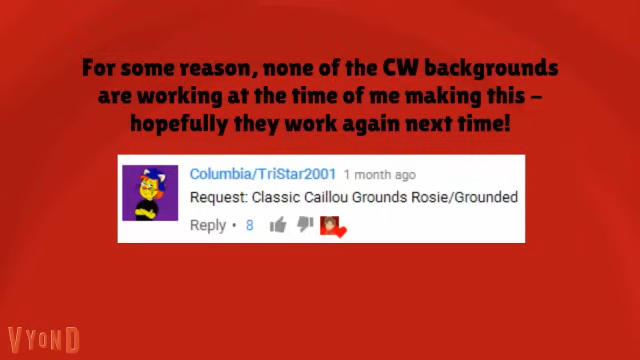 For some reason, none of the CW backgrounds
are working at the time of me making this -
hopefully they work again next time!
Columbia/TriStar2001 1 month ago
Request: Classic Caillou Grounds Rosie/Grounded
Reply • 8
VYOND